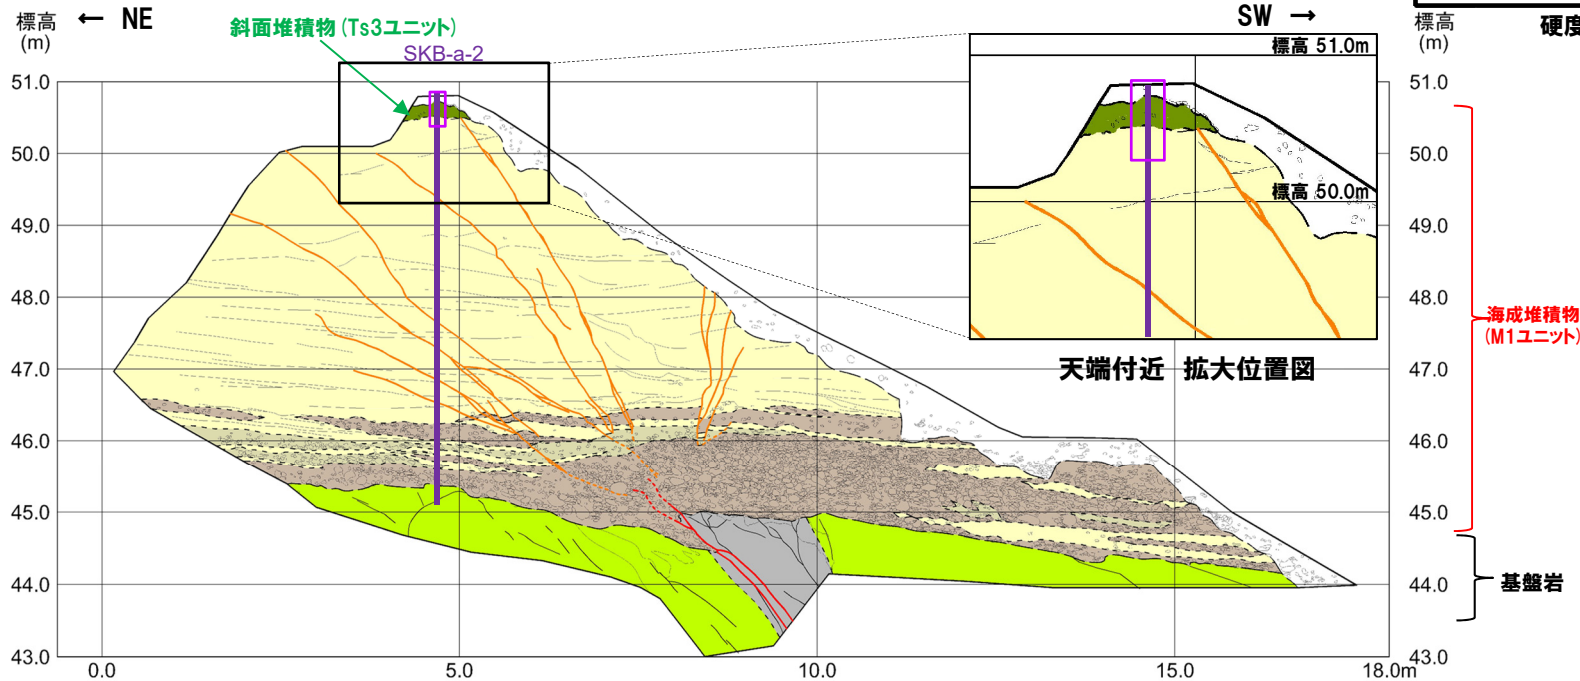 標高
(m)
← NE
斜面堆積物(Ts3ユニット)
SKB-a-2
SW →
標高
(m)
硬度
標高 51.0m
標高 50.0m
天端付近 拡大位置図
51.0
50.0
49.0
48.0
47.0
46.0
45.0
44.0
43.0
51.0
50.0
49.0
48.0
47.0
46.0
45.0
44.0
43.0
海成堆積物
(M1ユニット)
基盤岩
0.0
5.0
10.0
15.0
18.0m